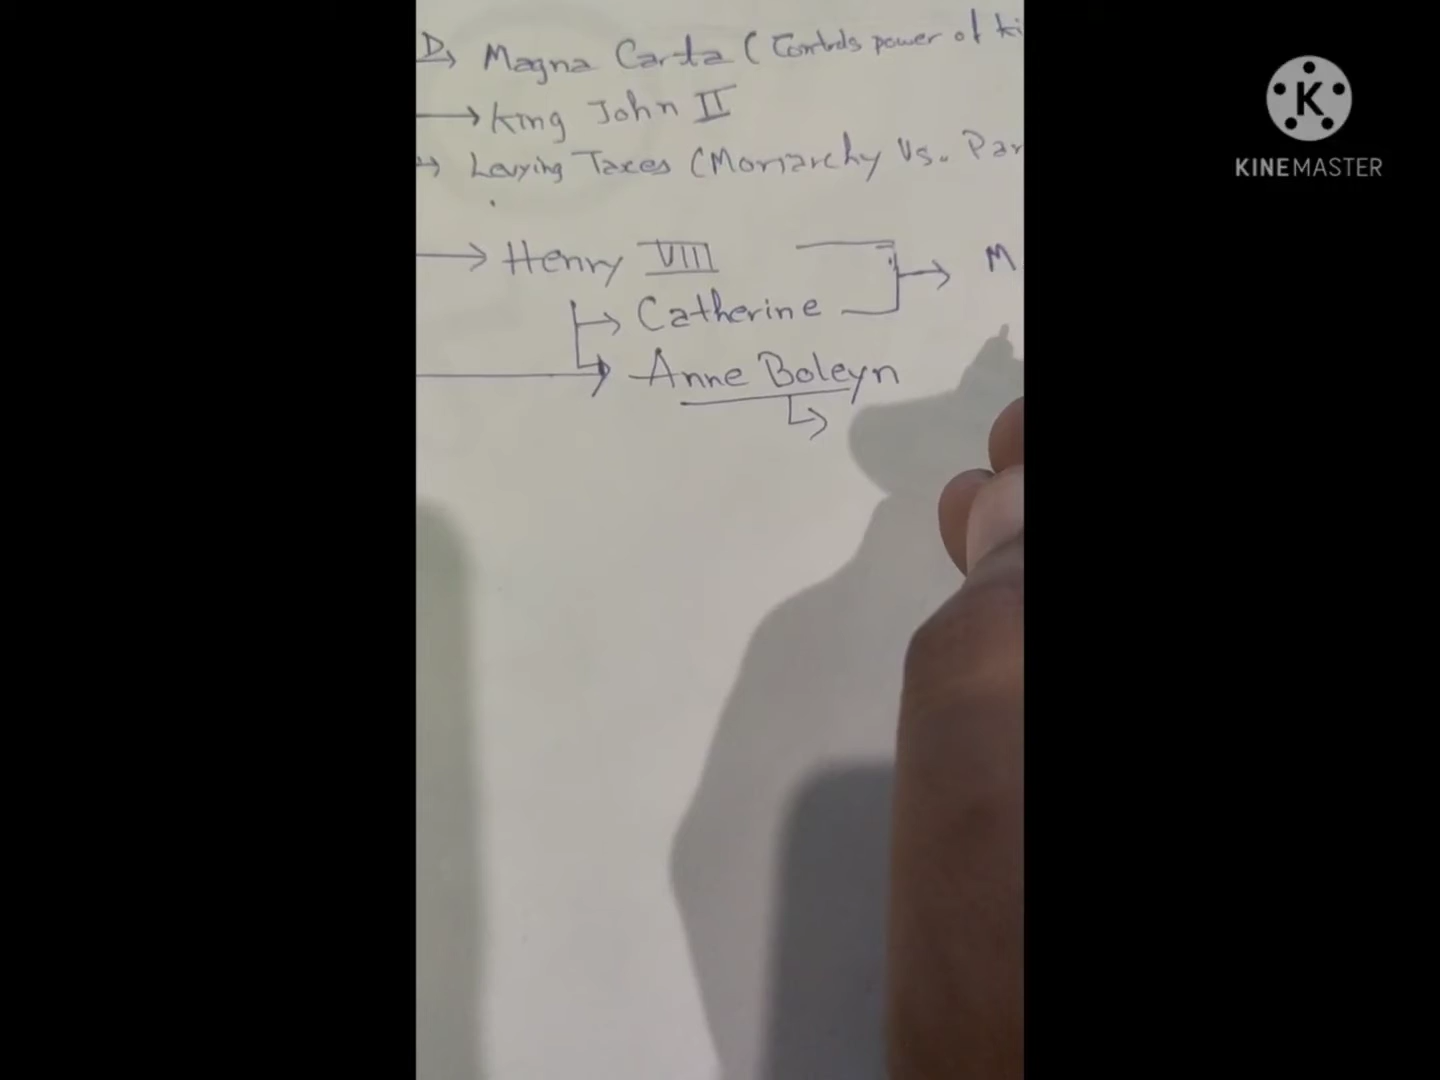 D→ Magna Carta ( Controls power of ki
→ King John II
↳ Levying Taxes (Monarchy Vs. Par
→ Henry VIII → M
↳ Catherine
→ Anne Boleyn
↳
K
KINEMASTER